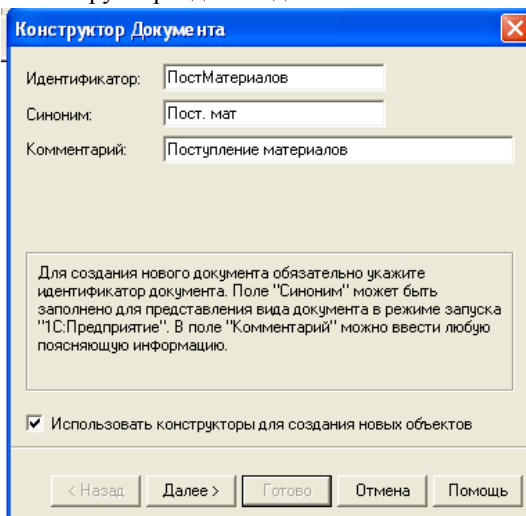 Конструктор Документа
Идентификатор: ПостМатериалов
Синоним: Пост. мат
Комментарий: Поступление материалов
Для создания нового документа обязательно укажите
идентификатор документа. Поле "Синоним" может быть
заполнено для представления вида документа в режиме запуска
"1С:Предприятие". В поле "Комментарий" можно ввести любую
поясняющую информацию.
Использовать конструкторы для создания новых объектов
< Назад Далее > Готово Отмена Помощь